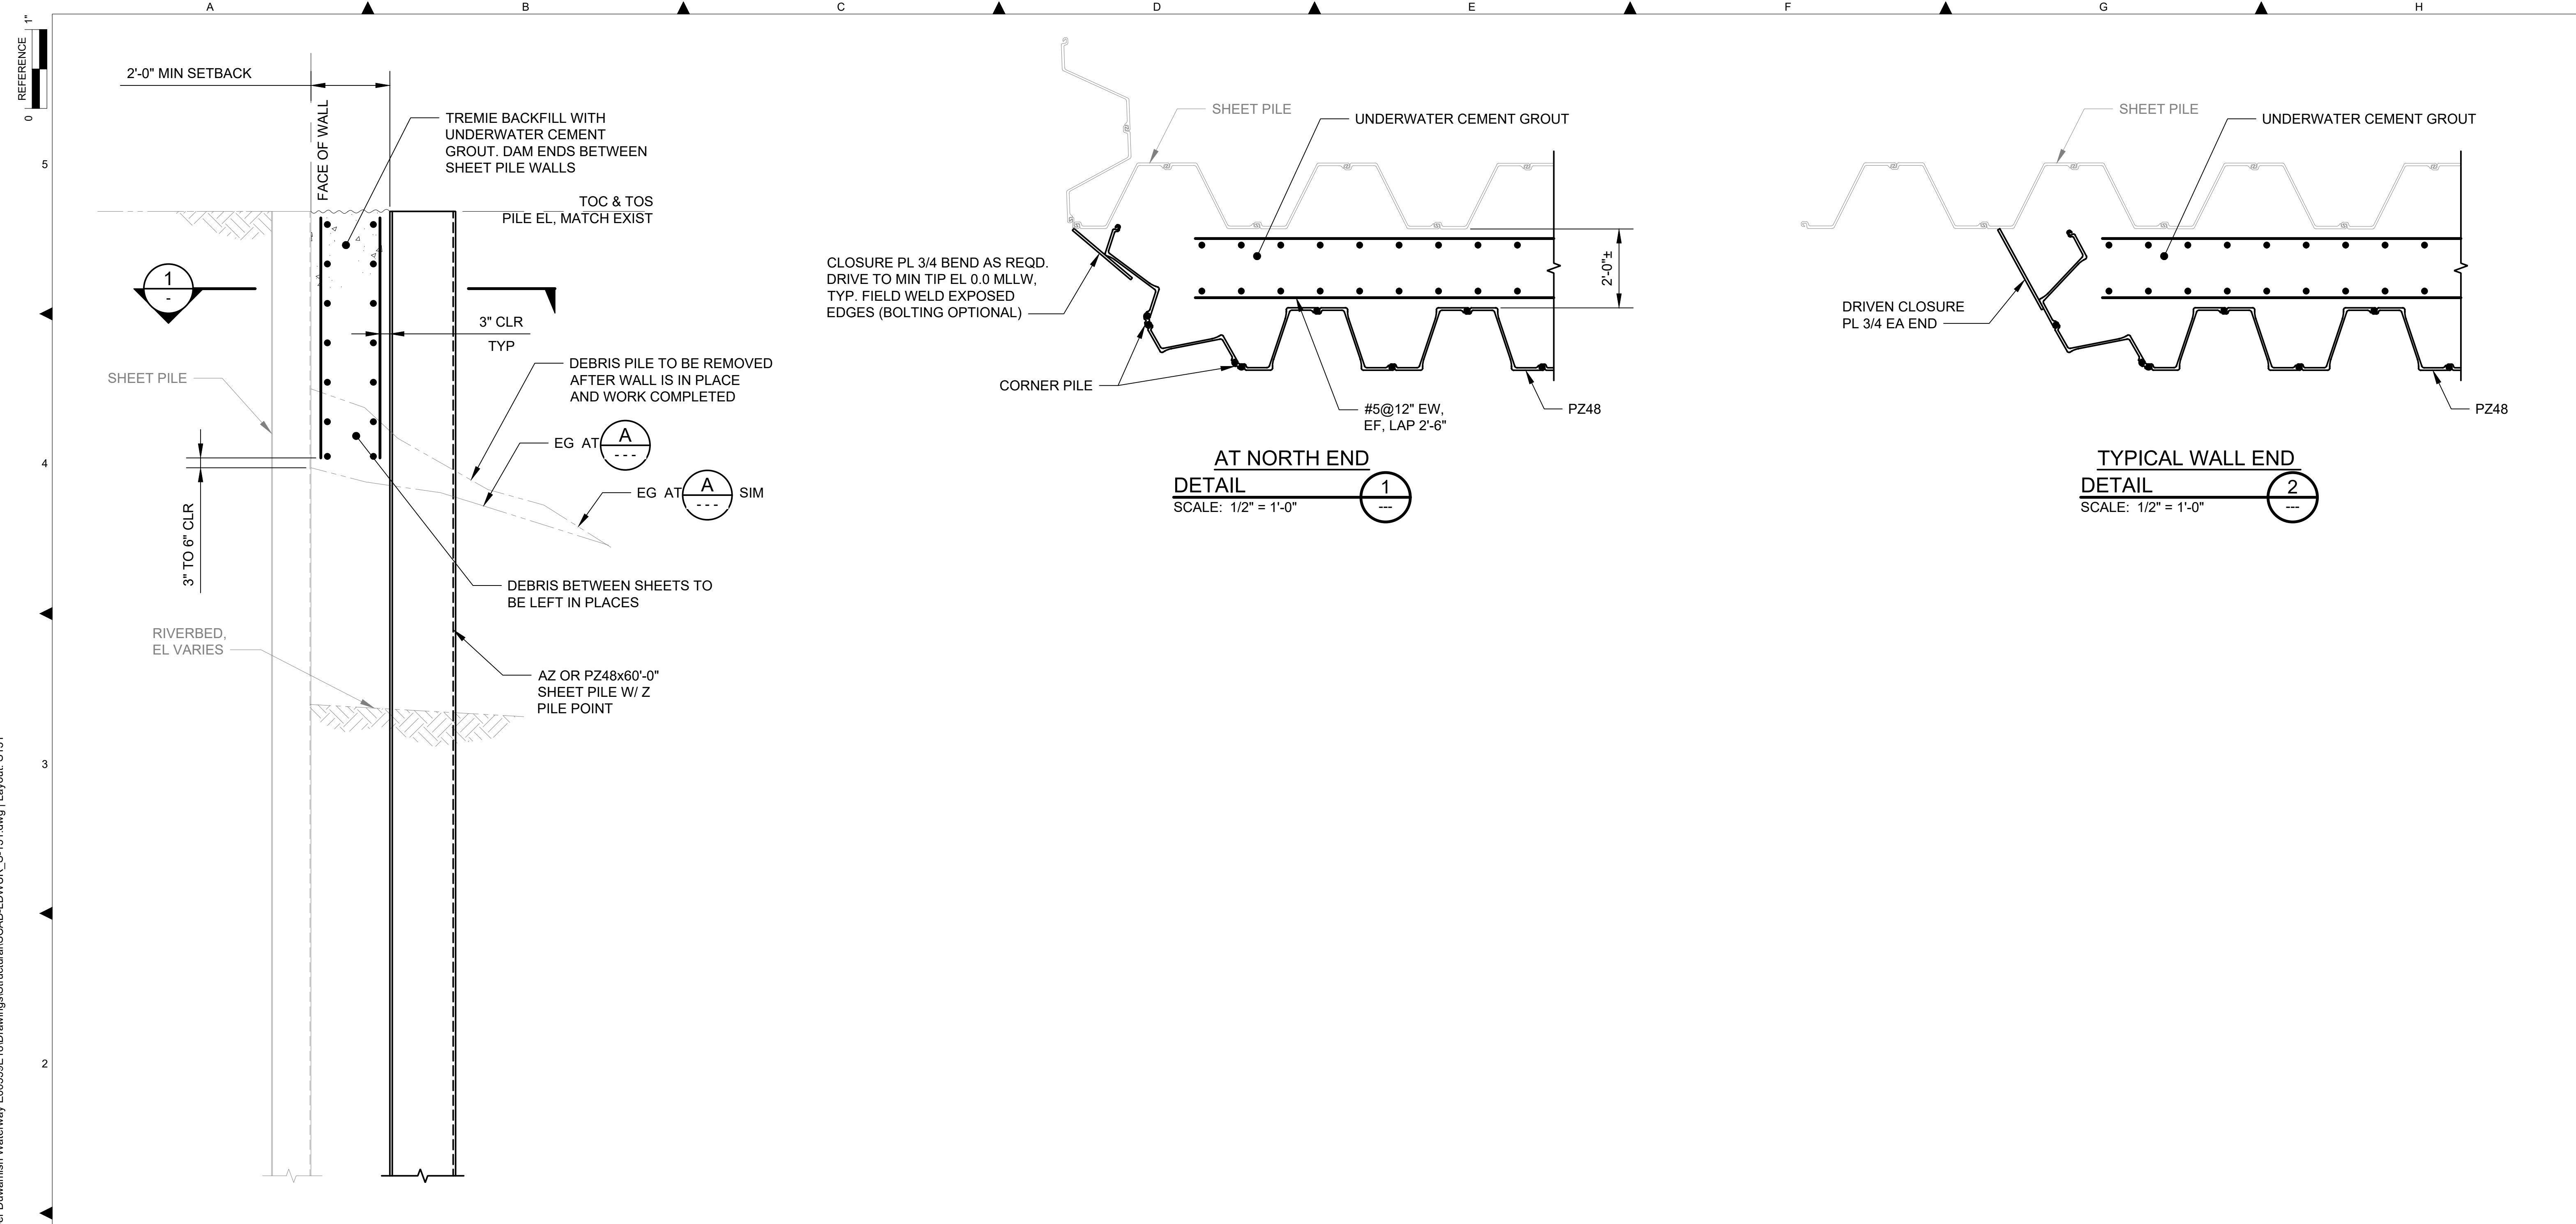 A B C D E F G H
REFERENCE
0 1"
5
4
3
2
2'-0" MIN SETBACK
FACE OF WALL
TREMIE BACKFILL WITH
UNDERWATER CEMENT
GROUT. DAM ENDS BETWEEN
SHEET PILE WALLS
TOC & TOS
PILE EL, MATCH EXIST
1
-
3" CLR
TYP
SHEET PILE
DEBRIS PILE TO BE REMOVED
AFTER WALL IS IN PLACE
AND WORK COMPLETED
EG AT A
---
EG AT A SIM
---
3" TO 6" CLR
DEBRIS BETWEEN SHEETS TO
BE LEFT IN PLACES
RIVERBED,
EL VARIES
AZ OR PZ48x60'-0"
SHEET PILE W/ Z
PILE POINT
SHEET PILE
UNDERWATER CEMENT GROUT
CLOSURE PL 3/4 BEND AS REQD.
DRIVE TO MIN TIP EL 0.0 MLLW,
TYP. FIELD WELD EXPOSED
EDGES (BOLTING OPTIONAL)
2'-0"±
CORNER PILE
#5@12" EW,
EF, LAP 2'-6"
PZ48
AT NORTH END
DETAIL 1
SCALE: 1/2" = 1'-0" ---
SHEET PILE
UNDERWATER CEMENT GROUT
DRIVEN CLOSURE
PL 3/4 EA END
PZ48
TYPICAL WALL END
DETAIL 2
SCALE: 1/2" = 1'-0" ---